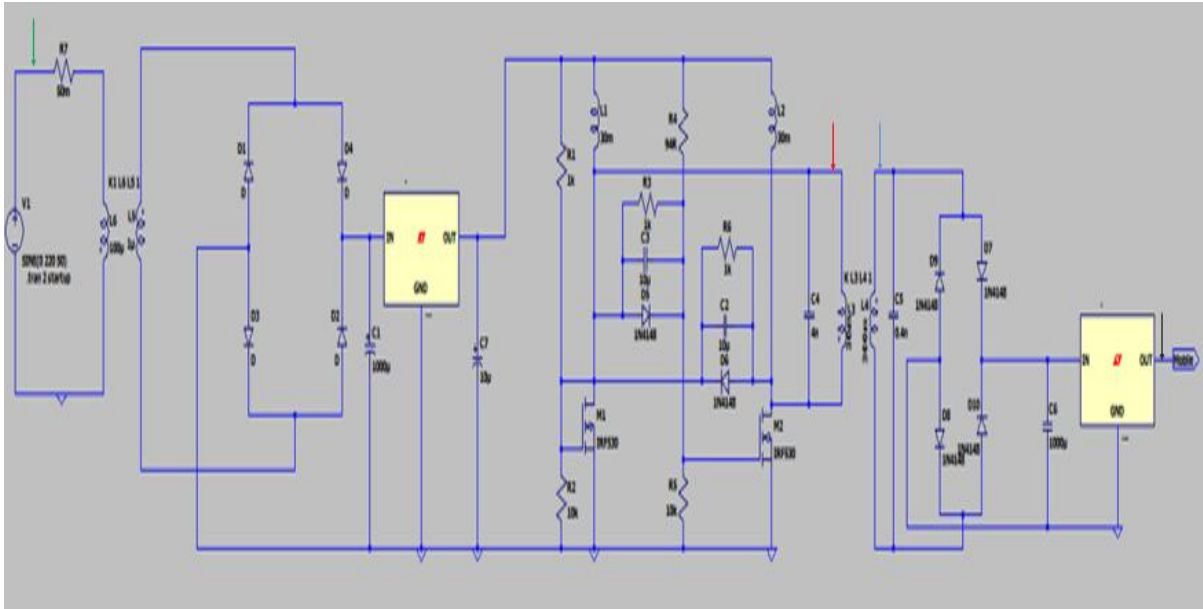 R7
50m
V1
SINE(0 220 50)
.tran 2 startup
K1 L6 L5 1
L6
100µ
L5
1µ
D1
D
D4
D
D3
D
D2
D
C1
1000µ
IN
OUT
GND
C7
10µ
R1
1k
L1
30m
R4
94R
L2
30m
R3
1k
C3
10µ
D5
1N4148
R6
1k
C2
10µ
D6
1N4148
M1
IRF530
M2
IRF530
R2
10k
R5
10k
C4
4n
K L3 L4 1
L3
L4
C5
0.4n
D9
1N4148
D7
1N4148
D8
1N4148
D10
1N4148
C6
1000µ
IN
OUT
GND
Mobile